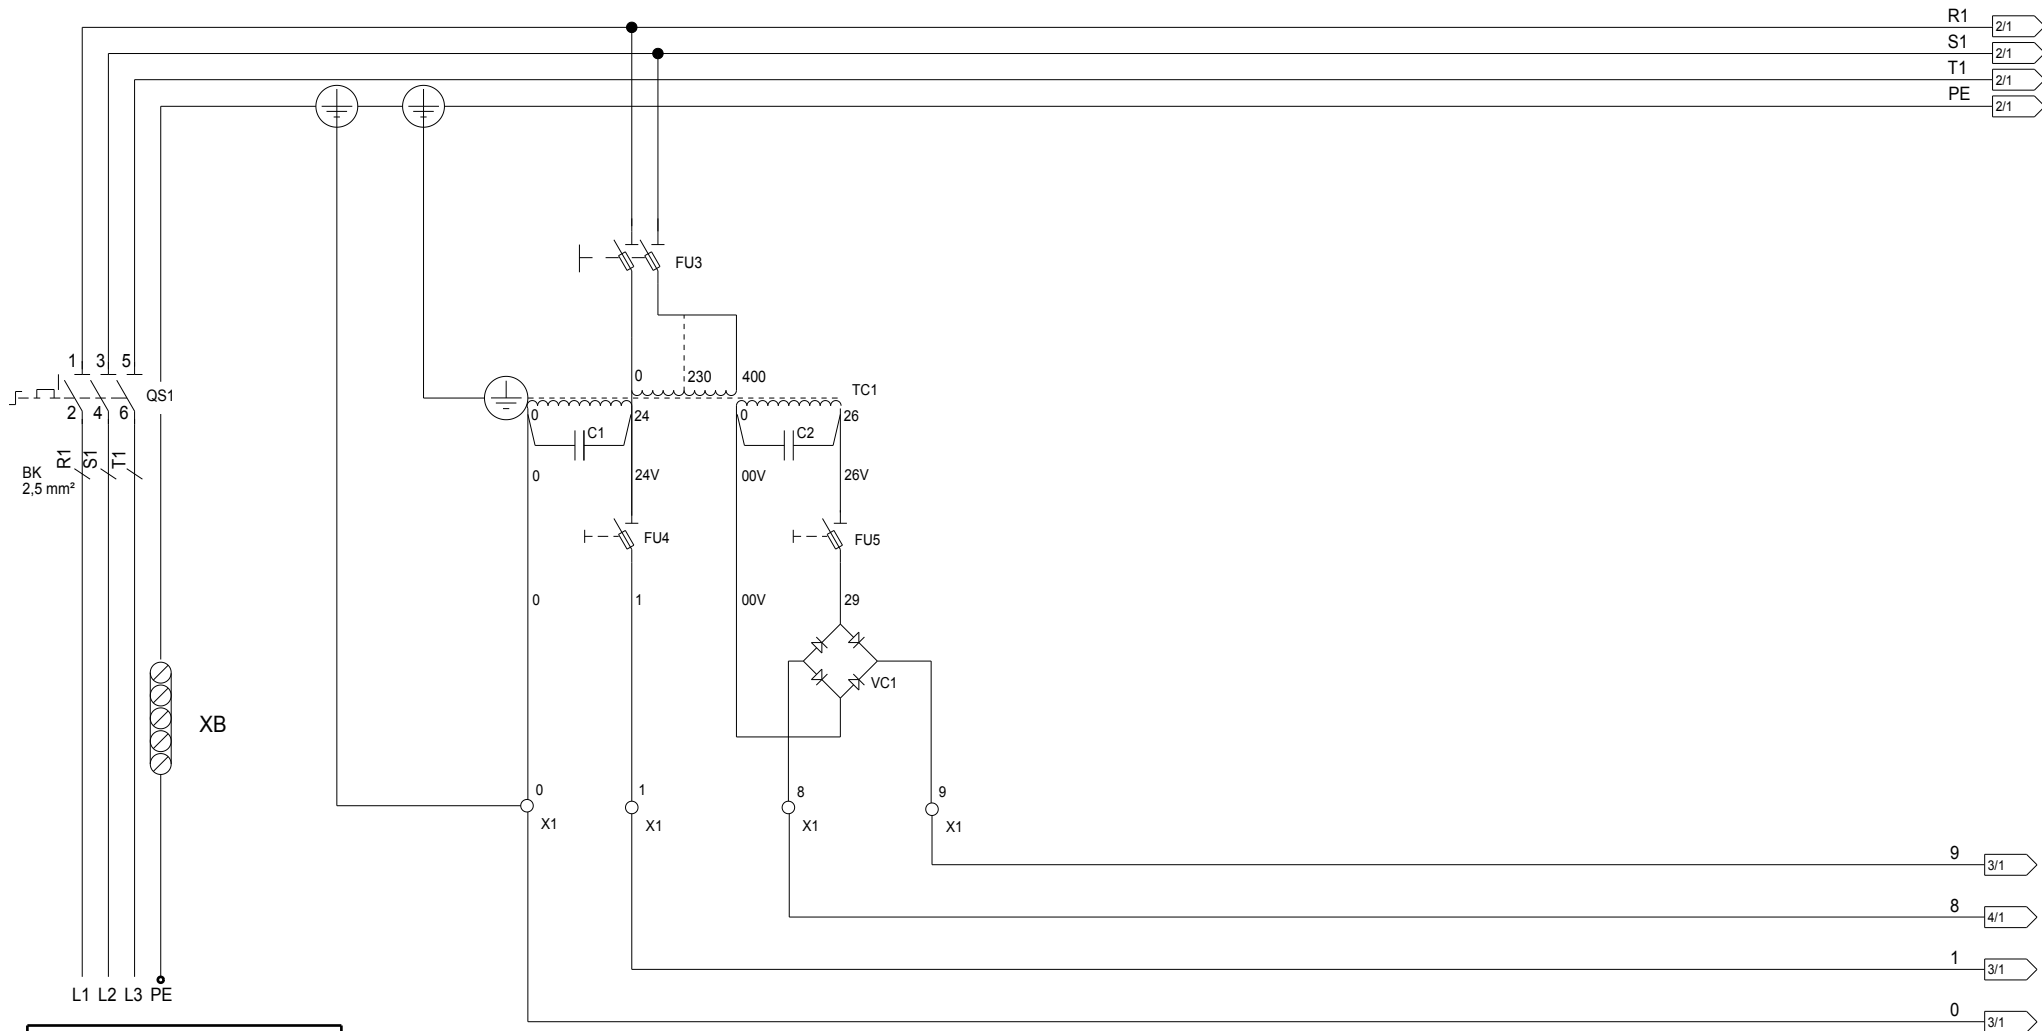 R1
2/1
S1
2/1
T1
2/1
PE
2/1
FU3
1 3 5
0 230 400
TC1
QS1
2 4 6
0 24 0 26
C1 C2
R1 S1 T1
BK
2,5 mm²
0 24V 00V 26V
FU4 FU5
0 1 00V 29
VC1
XB
0 1 8 9
X1 X1 X1 X1
9
3/1
8
4/1
1
3/1
L1 L2 L3 PE
0
3/1